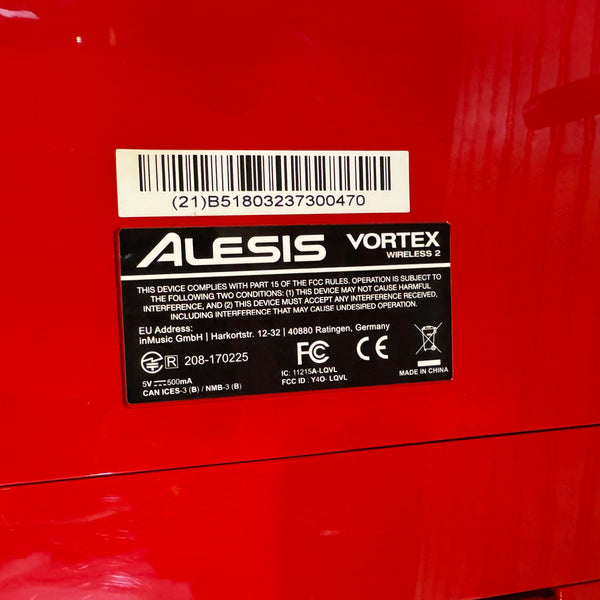 (21)B51803237300470
ALESIS VORTEX
WIRELESS 2
THIS DEVICE COMPLIES WITH PART 15 OF THE FCC RULES. OPERATION IS SUBJECT TO
THE FOLLOWING TWO CONDITIONS: (1) THIS DEVICE MAY NOT CAUSE HARMFUL
INTERFERENCE, AND (2) THIS DEVICE MUST ACCEPT ANY INTERFERENCE RECEIVED,
INCLUDING INTERFERENCE THAT MAY CAUSE UNDESIRED OPERATION.
EU Address:
inMusic GmbH | Harkortstr. 12-32 | 40880 Ratingen, Germany
R 208-170225
FC CE
5V 500mA
CAN ICES-3 (B) / NMB-3 (B)
IC: 11215A-LQVL
FCC ID : Y4O- LQVL
MADE IN CHINA